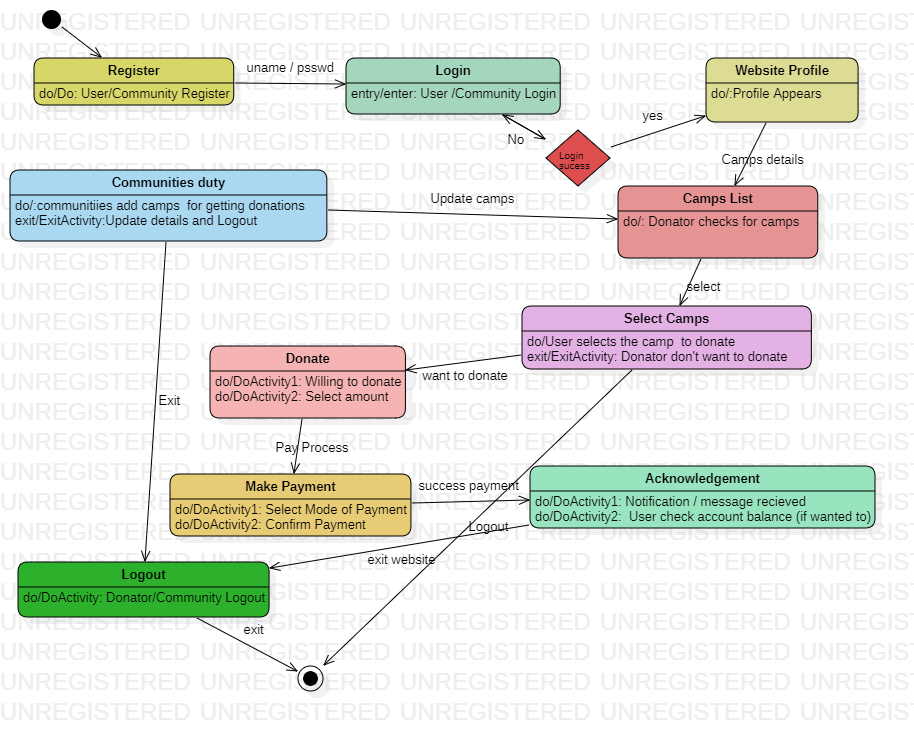 Register
do/Do: User/Community Register
uname / psswd
Login
entry/enter: User /Community Login
Website Profile
do/:Profile Appears
yes
No
Login
sucess
Camps details
Communities duty
do/:communitiies add camps  for getting donations
exit/ExitActivity:Update details and Logout
Update camps
Camps List
do/: Donator checks for camps
select
Select Camps
do/User selects the camp  to donate
exit/ExitActivity: Donator don't want to donate
Donate
do/DoActivity1: Willing to donate
do/DoActivity2: Select amount
want to donate
Exit
Pay Process
Make Payment
do/DoActivity1: Select Mode of Payment
do/DoActivity2: Confirm Payment
success payment
Acknowledgement
do/DoActivity1: Notification / message recieved
do/DoActivity2:  User check account balance (if wanted to)
Logout
exit website
Logout
do/DoActivity: Donator/Community Logout
exit
UNREGISTERED